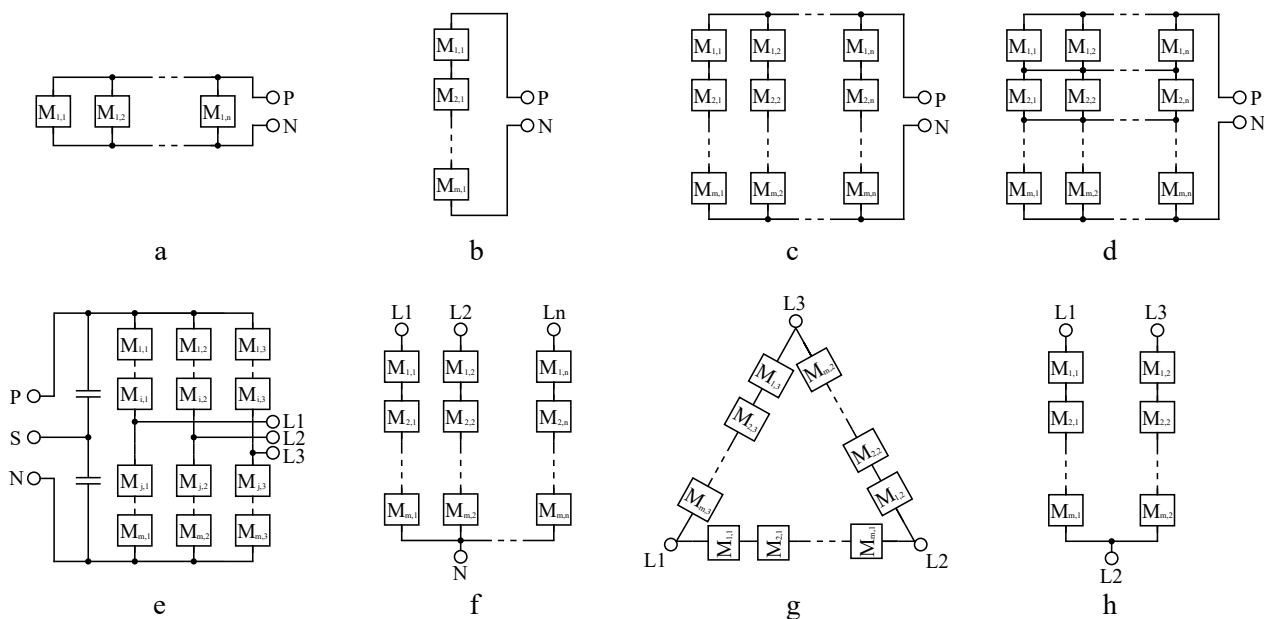 M1,1 M1,2 M1,n P N
a
M1,1 M2,1 Mm,1 P N
b
M1,1 M1,2 M1,n
M2,1 M2,2 M2,n P
N
Mm,1 Mm,2 Mm,n
c
M1,1 M1,2 M1,n
M2,1 M2,2 M2,n P
N
Mm,1 Mm,2 Mm,n
d
M1,1 M1,2 M1,3
P Mi,1 Mi,2 Mi,3
S L1
L2
L3
N Mj,1 Mj,2 Mj,3
Mm,1 Mm,2 Mm,3
e
L1 L2 Ln
M1,1 M1,2 M1,n
M2,1 M2,2 M2,n
Mm,1 Mm,2 Mm,n
N
f
L3
M1,3 Mm,2
M2,3
M2,2
Mm,3 M1,2
L1 M1,1 M2,1 Mm,1 L2
g
L1 L3
M1,1 M1,2
M2,1 M2,2
Mm,1 Mm,2
L2
h